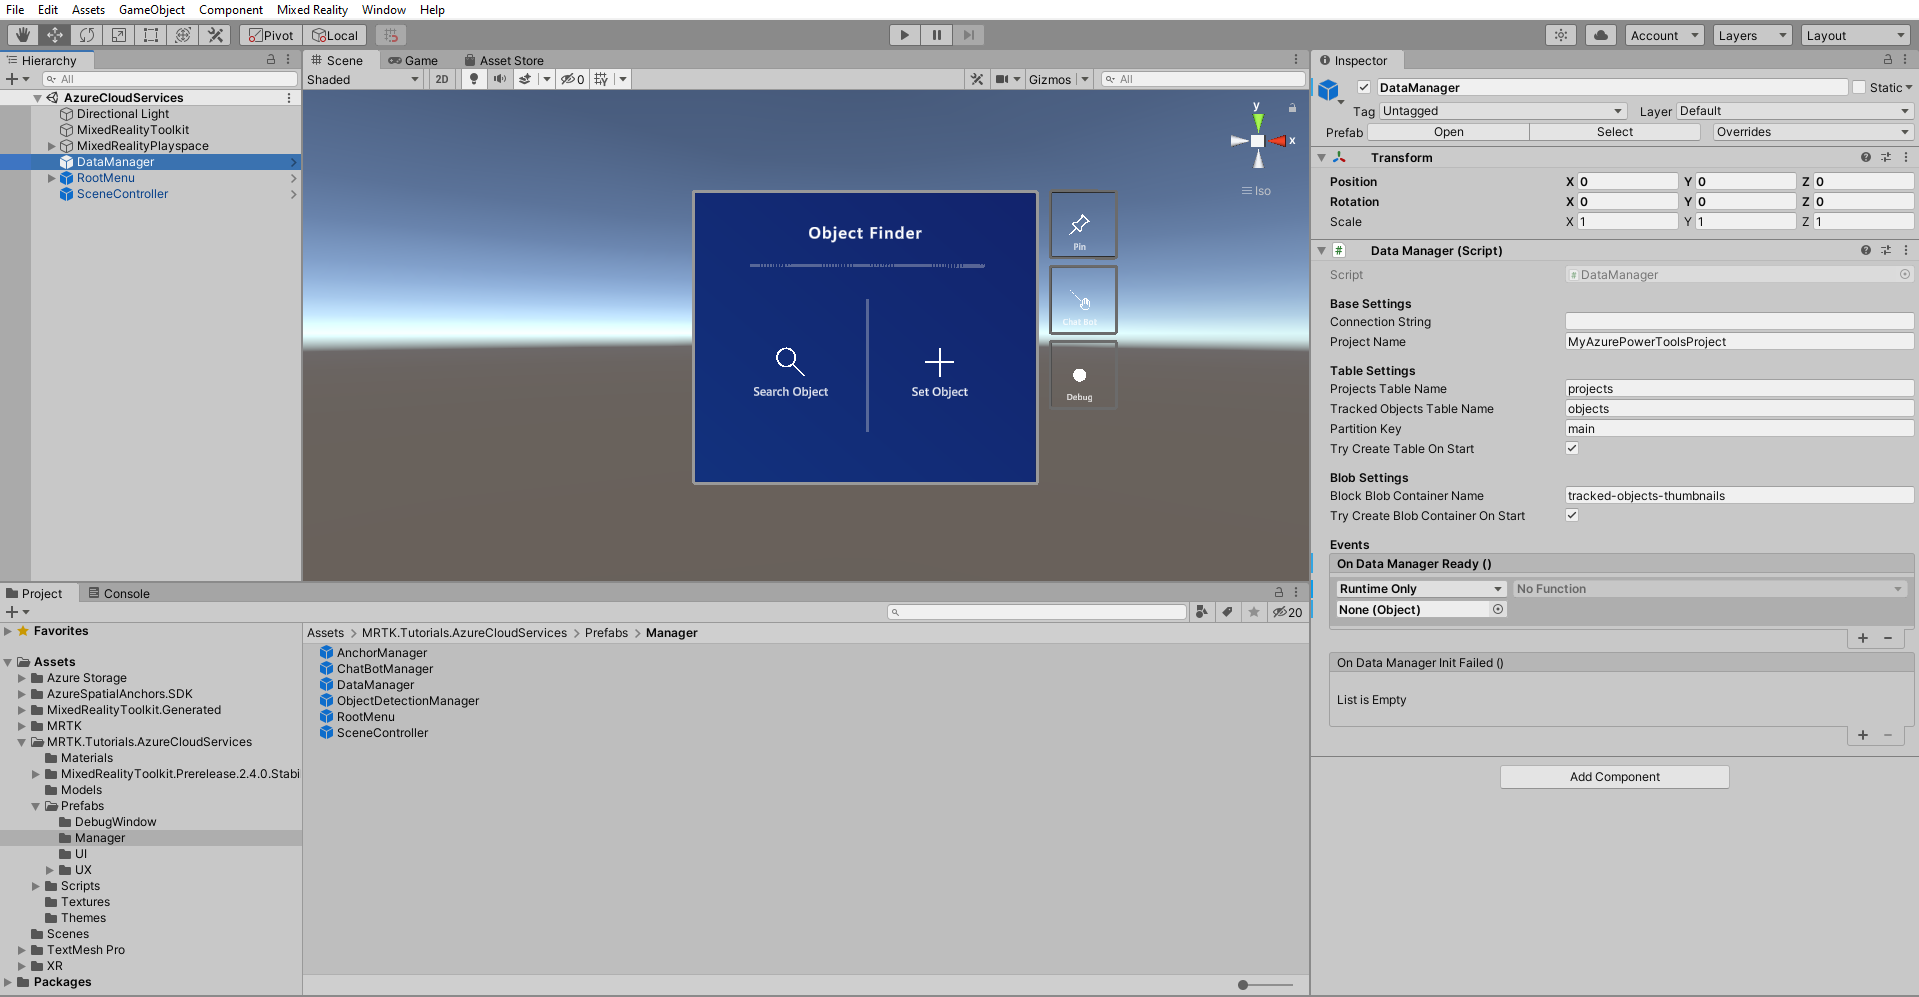 File Edit Assets GameObject Component Mixed Reality Window Help
Pivot Local Account Layers Layout
Hierarchy
All
AzureCloudServices
Directional Light
MixedRealityToolkit
MixedRealityPlayspace
DataManager
RootMenu
SceneController
Scene Game Asset Store
Shaded 2D 0 Gizmos All
y
x
Iso
Object Finder
Search Object
Set Object
Pin
Chat Bot
Debug
Inspector
DataManager Static
Tag Untagged Layer Default
Prefab Open Select Overrides
Transform
Position X 0 Y 0 Z 0
Rotation X 0 Y 0 Z 0
Scale X 1 Y 1 Z 1
# Data Manager (Script)
Script # DataManager
Base Settings
Connection String
Project Name MyAzurePowerToolsProject
Table Settings
Projects Table Name projects
Tracked Objects Table Name objects
Partition Key main
Try Create Table On Start
Blob Settings
Block Blob Container Name tracked-objects-thumbnails
Try Create Blob Container On Start
Events
On Data Manager Ready ()
Runtime Only No Function
None (Object)
+ −
On Data Manager Init Failed ()
List is Empty
+ −
Add Component
Project Console
20
Favorites
Assets
Azure Storage
AzureSpatialAnchors.SDK
MixedRealityToolkit.Generated
MRTK
MRTK.Tutorials.AzureCloudServices
Materials
MixedRealityToolkit.Prerelease.2.4.0.Stabi
Models
Prefabs
DebugWindow
Manager
UI
UX
Scripts
Textures
Themes
Scenes
TextMesh Pro
XR
Packages
Assets > MRTK.Tutorials.AzureCloudServices > Prefabs > Manager
AnchorManager
ChatBotManager
DataManager
ObjectDetectionManager
RootMenu
SceneController